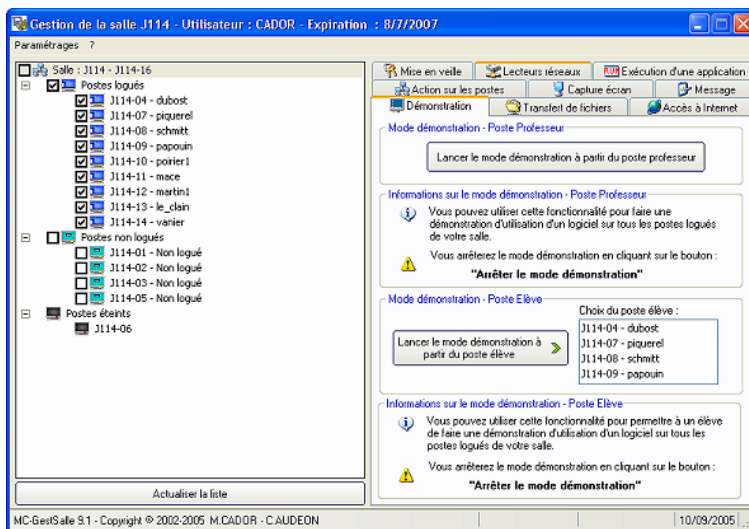 Gestion de la salle J114 - Utilisateur : CADOR - Expiration : 8/7/2007
Paramétrages ?
Salle : J114 - J114-16
Postes logués
J114-04 - dubost
J114-07 - piquerel
J114-08 - schmitt
J114-09 - papouin
J114-10 - poirier1
J114-11 - mace
J114-12 - martin1
J114-13 - le_clain
J114-14 - vanier
Postes non logués
J114-01 - Non logué
J114-02 - Non logué
J114-03 - Non logué
J114-05 - Non logué
Postes éteints
J114-06
Actualiser la liste
Mise en veille
Lecteurs réseaux
RUN Exécution d'une application
Action sur les postes
Capture écran
Message
Démonstration
Transfert de fichiers
Accès à Internet
Mode démonstration - Poste Professeur
Lancer le mode démonstration à partir du poste professeur
Informations sur le mode démonstration - Poste Professeur
Vous pouvez utiliser cette fonctionnalité pour faire une
démonstration d'utilisation d'un logiciel sur tous les postes logués
de votre salle.
Vous arrêterez le mode démonstration en cliquant sur le bouton :
"Arrêter le mode démonstration"
Mode démonstration - Poste Elève
Lancer le mode démonstration à
partir du poste élève
Choix du poste élève :
J114-04 - dubost
J114-07 - piquerel
J114-08 - schmitt
J114-09 - papouin
Informations sur le mode démonstration - Poste Elève
Vous pouvez utiliser cette fonctionnalité pour permettre à un élève
de faire une démonstration d'utilisation d'un logiciel sur tous les
postes logués de votre salle.
Vous arrêterez le mode démonstration en cliquant sur le bouton :
"Arrêter le mode démonstration"
MC-GestSalle 9.1 - Copyright © 2002-2005 M.CADOR - C.AUDEON
10/09/2005